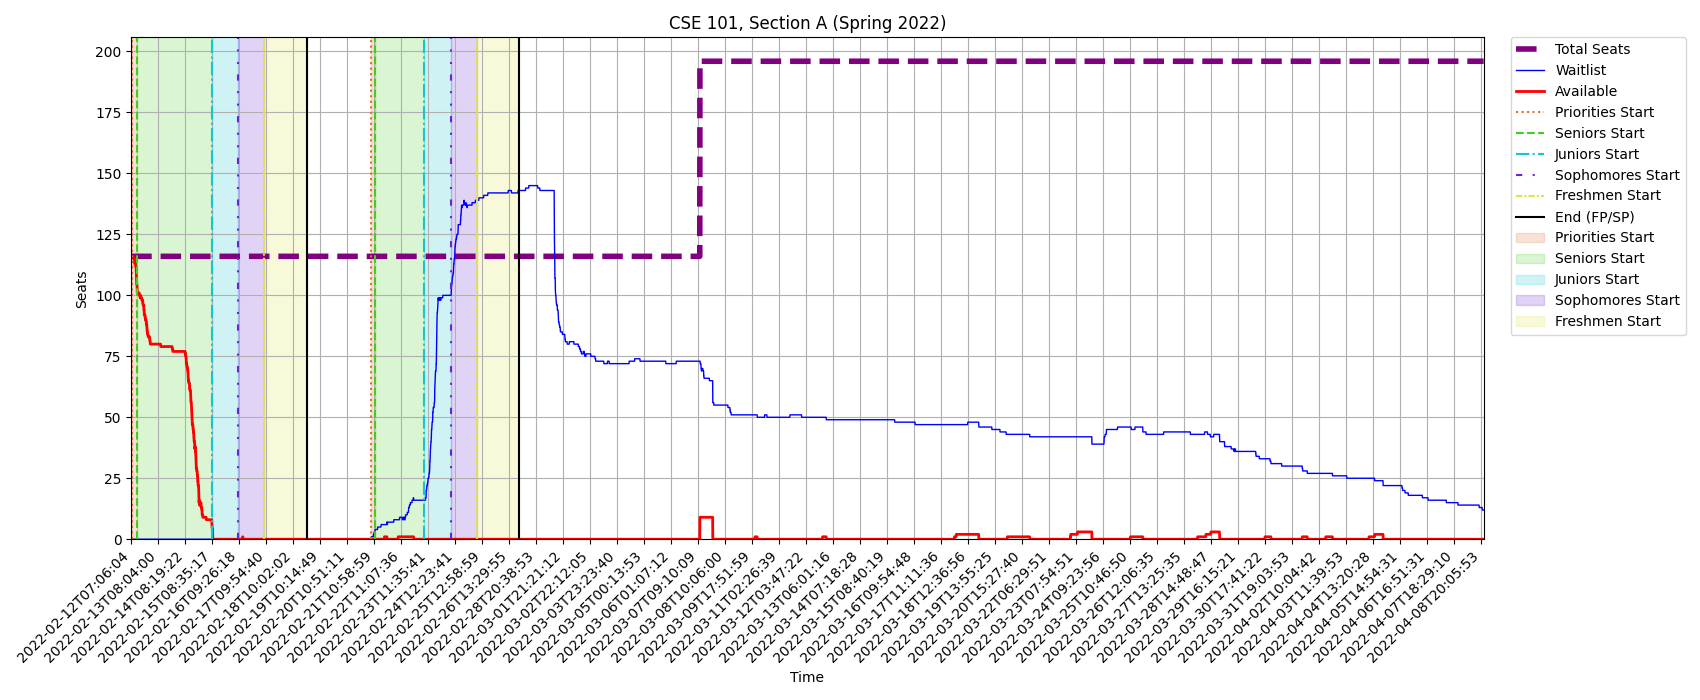 CSE 101, Section A (Spring 2022)
200
175
150
125
100
75
50
25
0
Seats
2022-02-12T07:06:04
2022-02-13T08:04:00
2022-02-14T08:19:22
2022-02-15T08:35:17
2022-02-16T09:26:18
2022-02-17T09:54:40
2022-02-18T10:02:02
2022-02-19T10:14:49
2022-02-20T10:51:15
2022-02-21T10:58:59
2022-02-22T11:07:36
2022-02-23T11:35:41
2022-02-24T12:23:41
2022-02-25T12:58:59
2022-02-26T13:29:55
2022-02-28T20:38:53
2022-03-01T21:21:12
2022-03-02T22:12:05
2022-03-03T23:23:40
2022-03-05T00:13:53
2022-03-06T01:07:12
2022-03-07T09:10:09
2022-03-08T10:06:00
2022-03-09T17:51:59
2022-03-11T02:26:39
2022-03-12T03:47:22
2022-03-13T06:01:16
2022-03-14T07:18:28
2022-03-15T08:40:19
2022-03-16T09:54:48
2022-03-17T11:11:36
2022-03-18T12:36:56
2022-03-19T13:55:25
2022-03-20T15:27:40
2022-03-22T06:29:51
2022-03-23T07:54:51
2022-03-24T09:23:56
2022-03-25T10:46:50
2022-03-26T12:06:35
2022-03-27T13:25:35
2022-03-28T14:48:47
2022-03-29T16:15:21
2022-03-30T17:41:22
2022-03-31T19:03:53
2022-04-02T10:04:42
2022-04-03T11:39:53
2022-04-04T13:20:28
2022-04-05T14:54:31
2022-04-06T16:51:31
2022-04-07T18:29:10
2022-04-08T20:05:53
Time
Total Seats
Waitlist
Available
Priorities Start
Seniors Start
Juniors Start
Sophomores Start
Freshmen Start
End (FP/SP)
Priorities Start
Seniors Start
Juniors Start
Sophomores Start
Freshmen Start